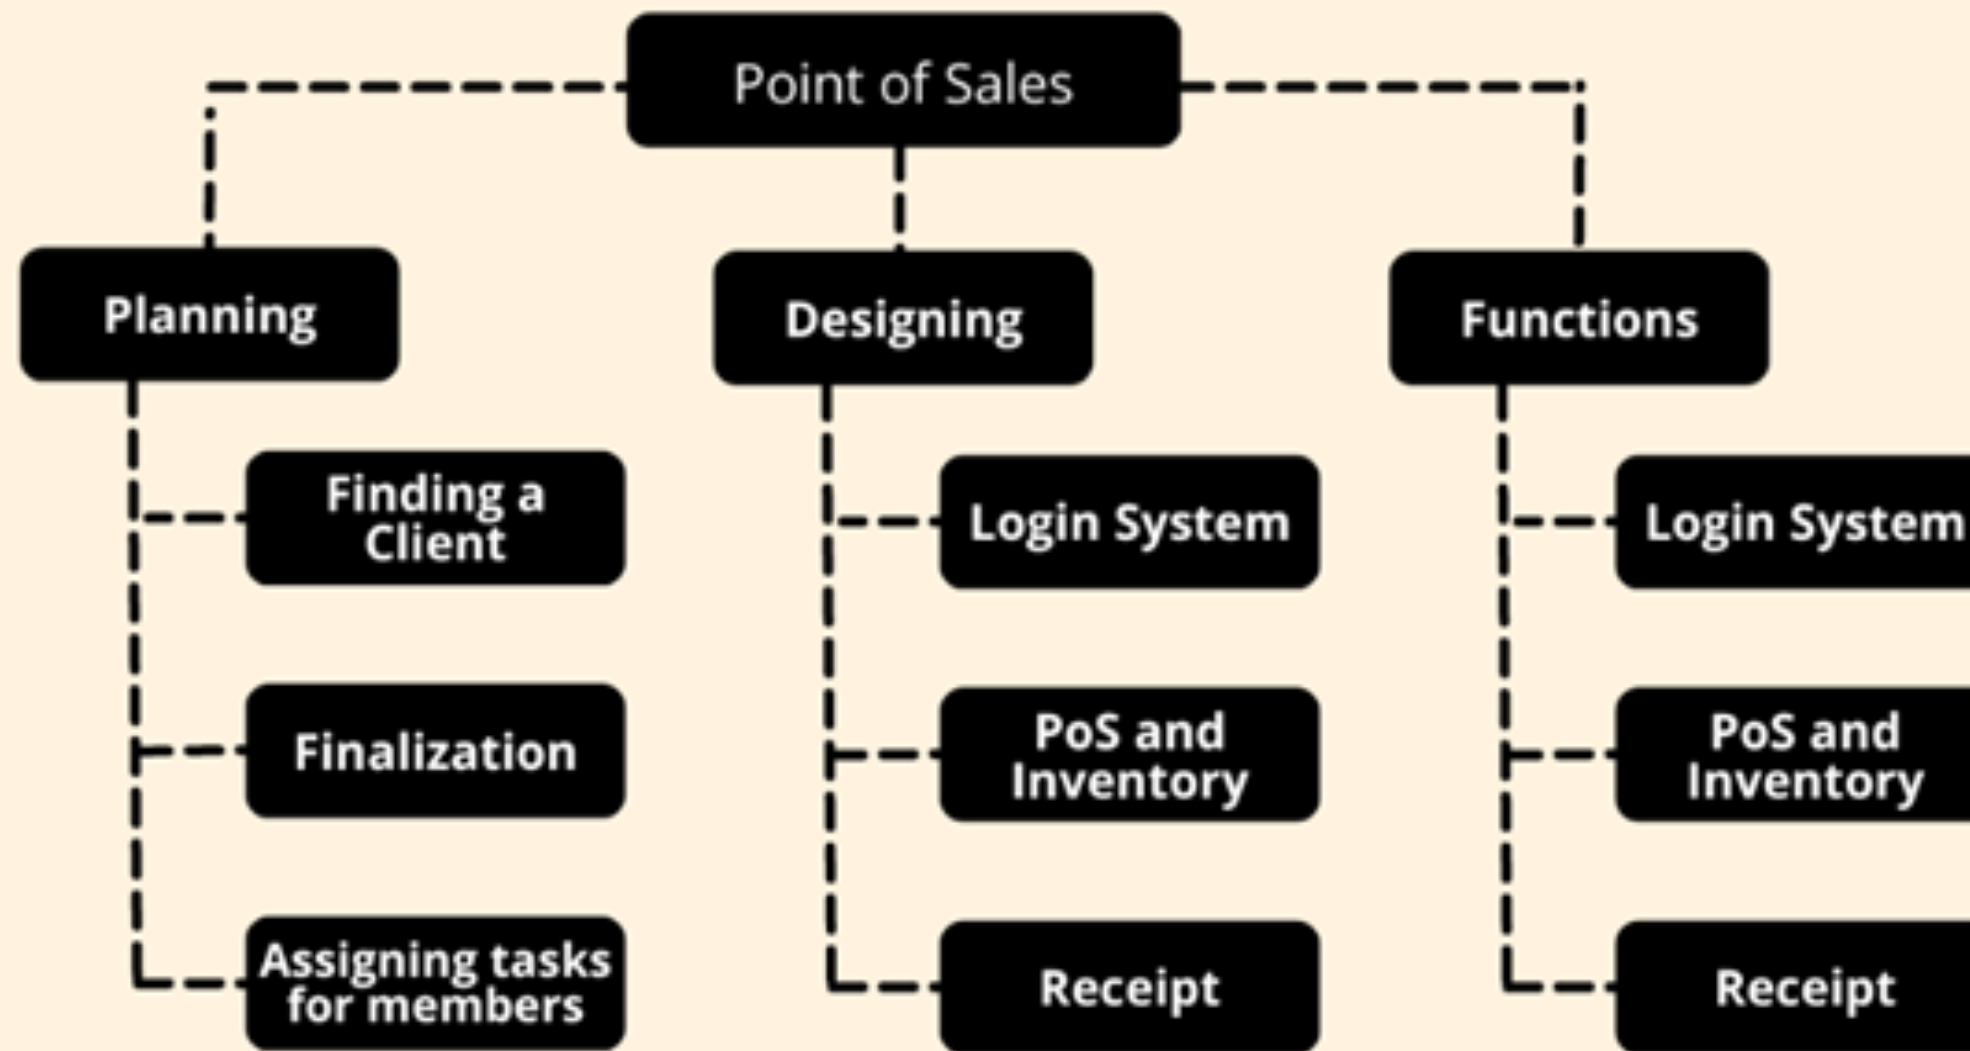 Point of Sales
Planning
Designing
Functions
Finding a
Client
Login System
Login System
Finalization
PoS and
Inventory
PoS and
Inventory
Assigning tasks
for members
Receipt
Receipt